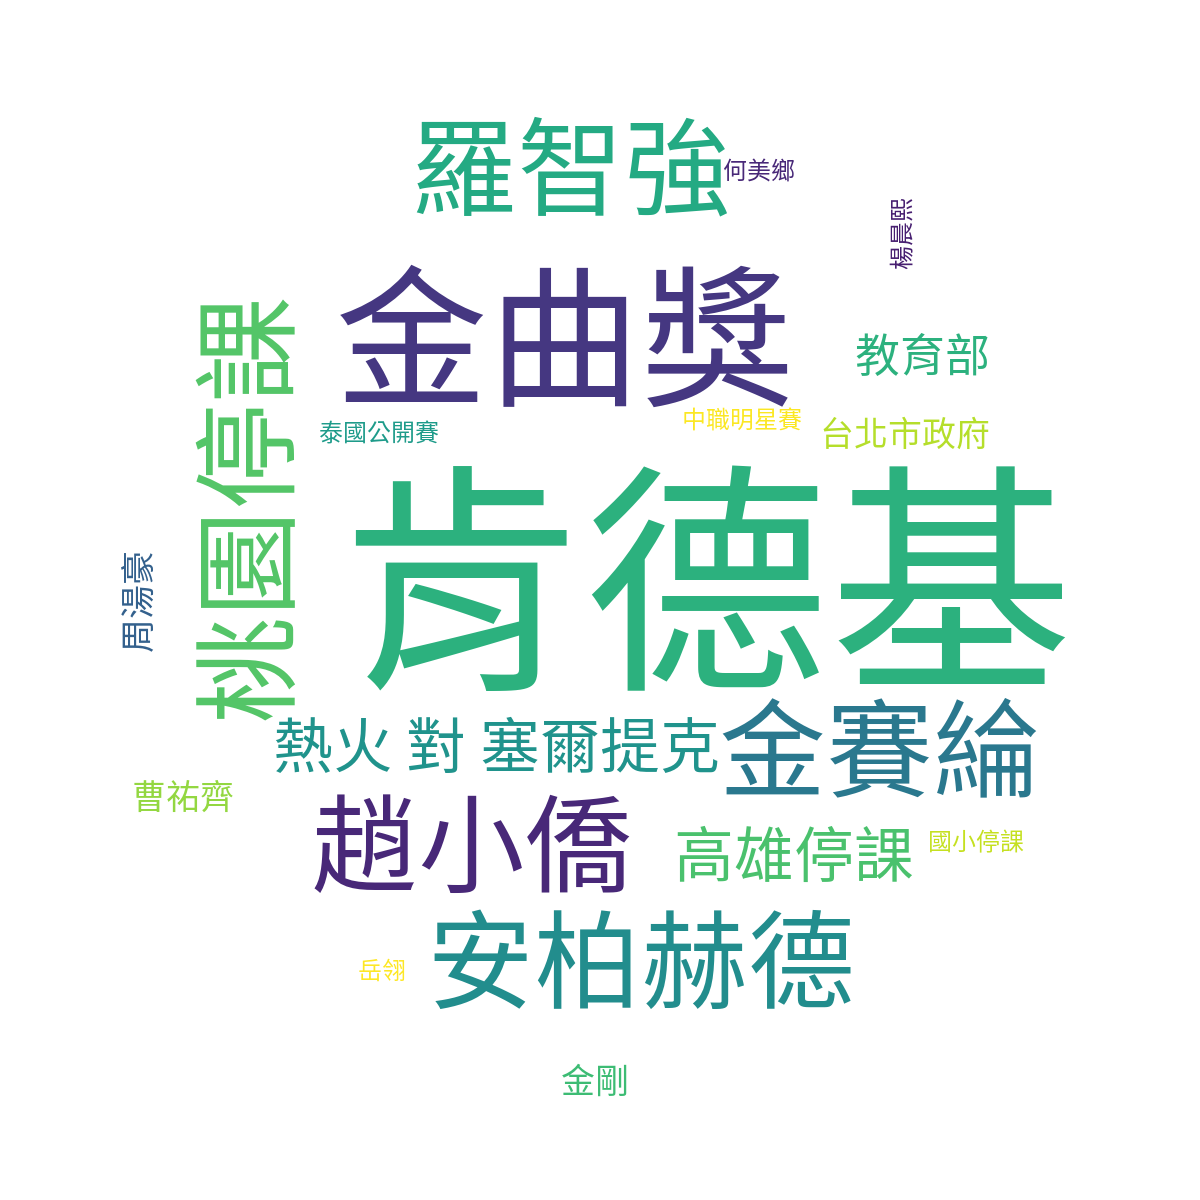 羅智強
何美鄉
楊晨熙
金曲獎
教育部
桃園停課
泰國公開賽
中職明星賽
台北市政府
肯德基
周湯豪
熱火 對 塞爾提克
金賽綸
曹祐齊
趙小僑
高雄停課
國小停課
安柏赫德
岳翎
金剛